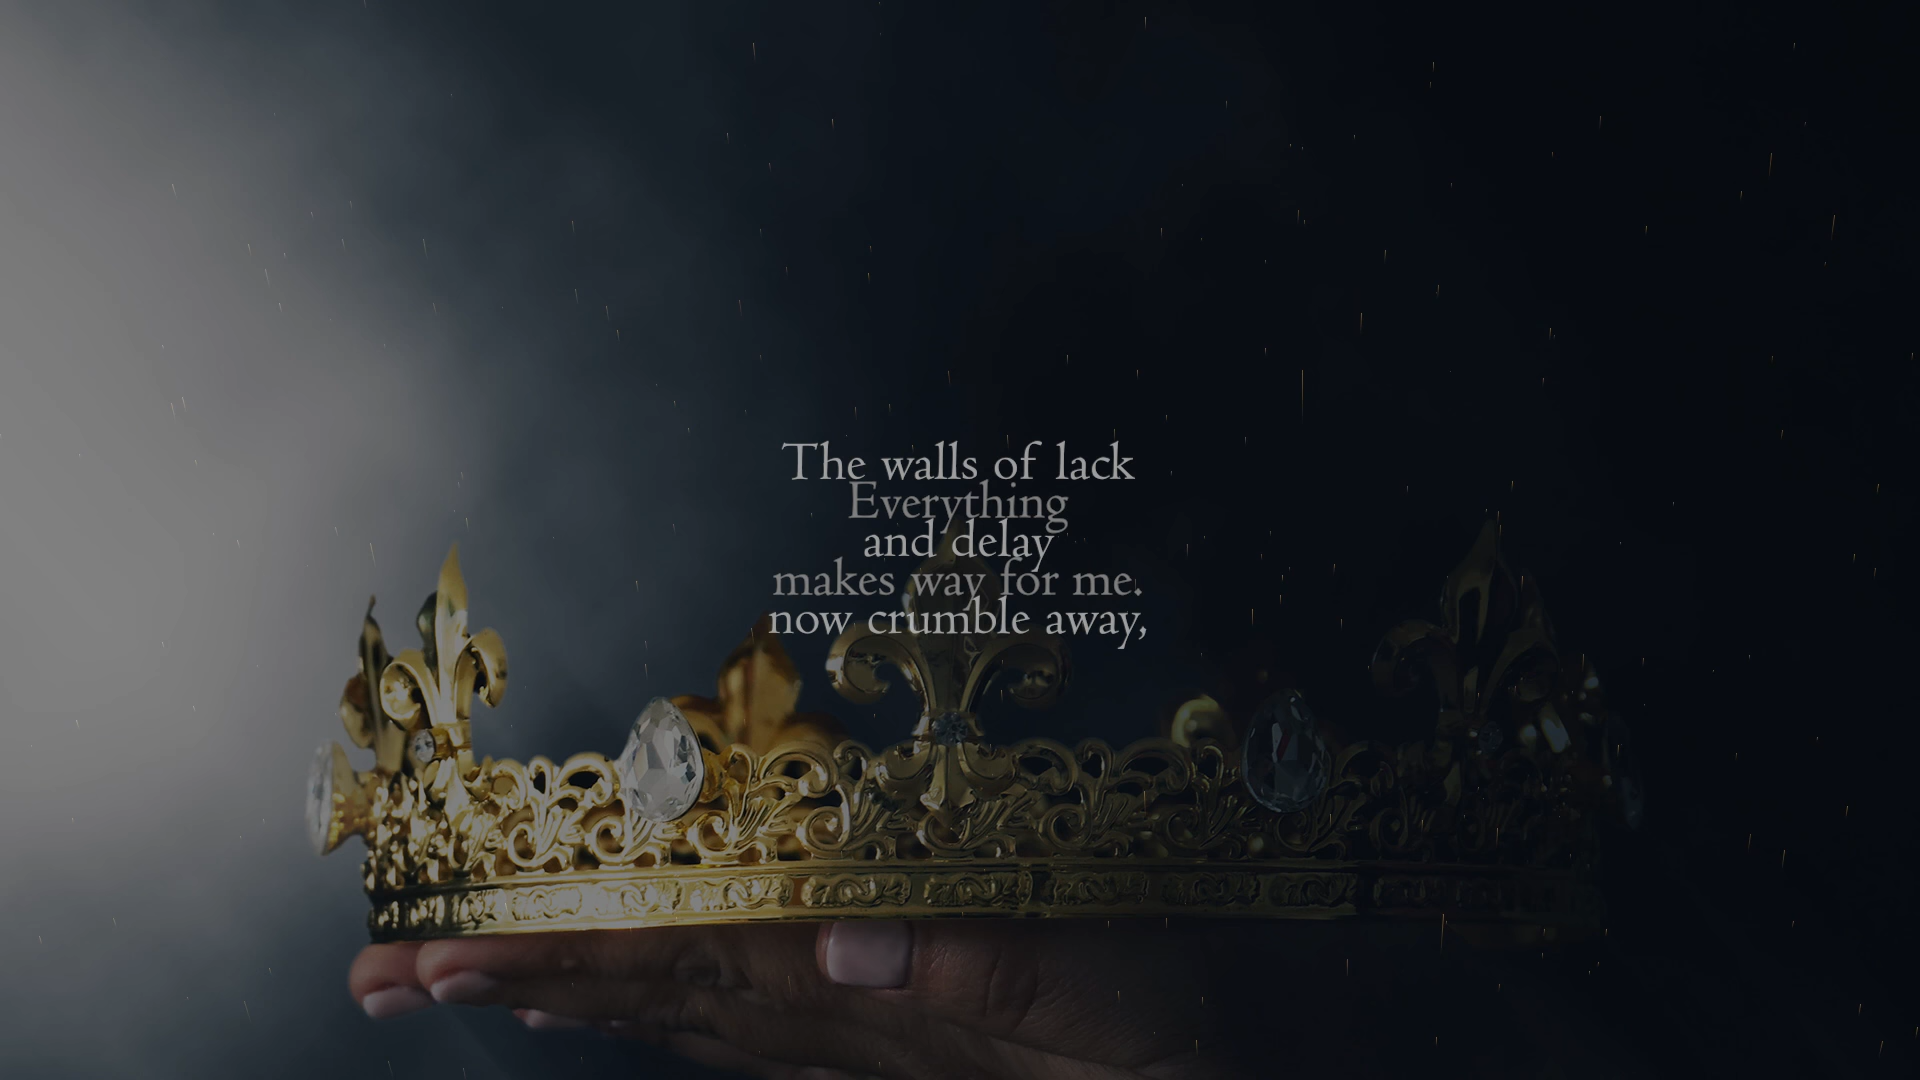 The walls of lack
Everything
and delay
makes way for me.
now crumble away,